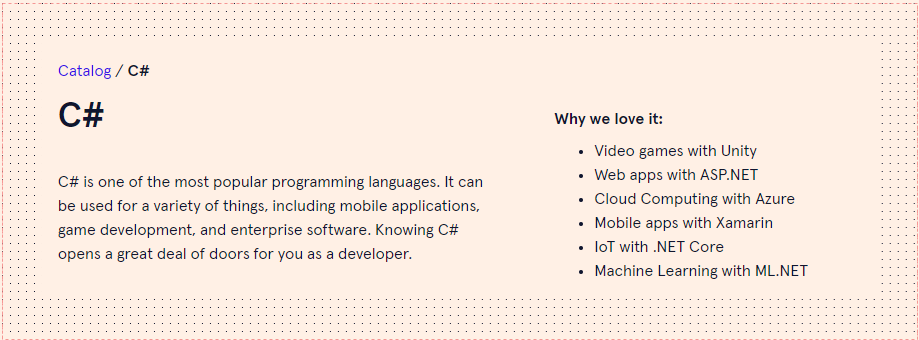 Catalog / C#
C#
C# is one of the most popular programming languages. It can
be used for a variety of things, including mobile applications,
game development, and enterprise software. Knowing C#
opens a great deal of doors for you as a developer.
Why we love it:
• Video games with Unity
• Web apps with ASP.NET
• Cloud Computing with Azure
• Mobile apps with Xamarin
• IoT with .NET Core
• Machine Learning with ML.NET